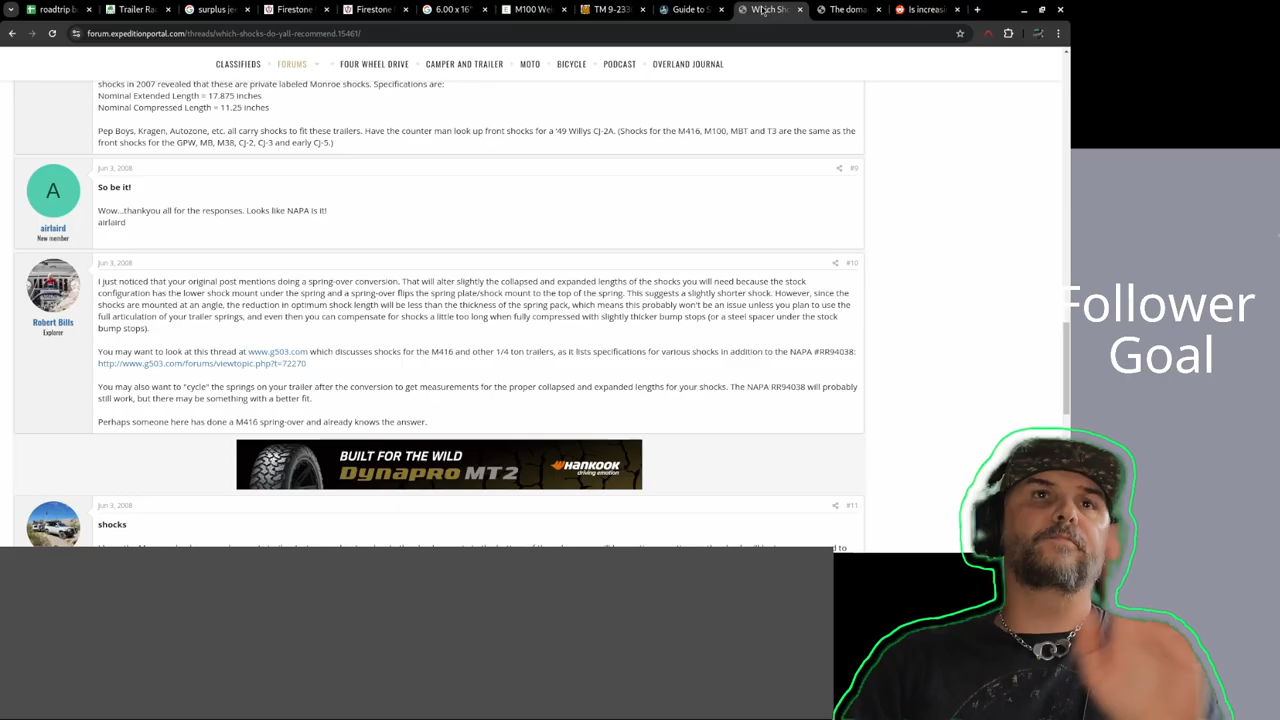 roadtrip b
Trailer Rac
surplus jee
Firestone
Firestone
6.00 x 16"
M100 Wei
TM 9-233
Guide to S
Which Sh
The doma
Is increasi
forum.expeditionportal.com/threads/which-shocks-do-yall-recommend.15461/
CLASSIFIEDS FORUMS FOUR WHEEL DRIVE CAMPER AND TRAILER MOTO BICYCLE PODCAST OVERLAND JOURNAL
shocks in 2007 revealed that these are private labeled Monroe shocks. Specifications are:
Nominal Extended Length = 17.875 inches
Nominal Compressed Length = 11.25 inches
Pep Boys, Kragen, Autozone, etc. all carry shocks to fit these trailers. Have the counter man look up front shocks for a '49 Willys CJ-2A. (Shocks for the M416, M100, MBT and T3 are the same as the
front shocks for the GPW, MB, M38, CJ-2, CJ-3 and early CJ-5.)
Jun 3, 2008 #9
A
airlaird
New member
So be it!
Wow...thankyou all for the responses. Looks like NAPA is it!
airlaird
Jun 3, 2008 #10
Robert Bills
Explorer
I just noticed that your original post mentions doing a spring-over conversion. That will alter slightly the collapsed and expanded lengths of the shocks you will need because the stock
configuration has the lower shock mount under the spring and a spring-over flips the spring plate/shock mount to the top of the spring. This suggests a slightly shorter shock. However, since the
shocks are mounted at an angle, the reduction in optimum shock length will be less than the thickness of the spring pack, which means this probably won't be an issue unless you plan to use the
full articulation of your trailer springs, and even then you can compensate for shocks a little too long when fully compressed with slightly thicker bump stops (or a steel spacer under the stock
bump stops).
You may want to look at this thread at www.g503.com which discusses shocks for the M416 and other 1/4 ton trailers, as it lists specifications for various shocks in addition to the NAPA #RR94038:
http://www.g503.com/forums/viewtopic.php?t=72270
You may also want to "cycle" the springs on your trailer after the conversion to get measurements for the proper collapsed and expanded lengths for your shocks. The NAPA RR94038 will probably
still work, but there may be something with a better fit.
Perhaps someone here has done a M416 spring-over and already knows the answer.
BUILT FOR THE WILD
DYNAPRO MT2
HANKOOK
driving emotion
Jun 3, 2008 #11
shocks
Follower
Goal